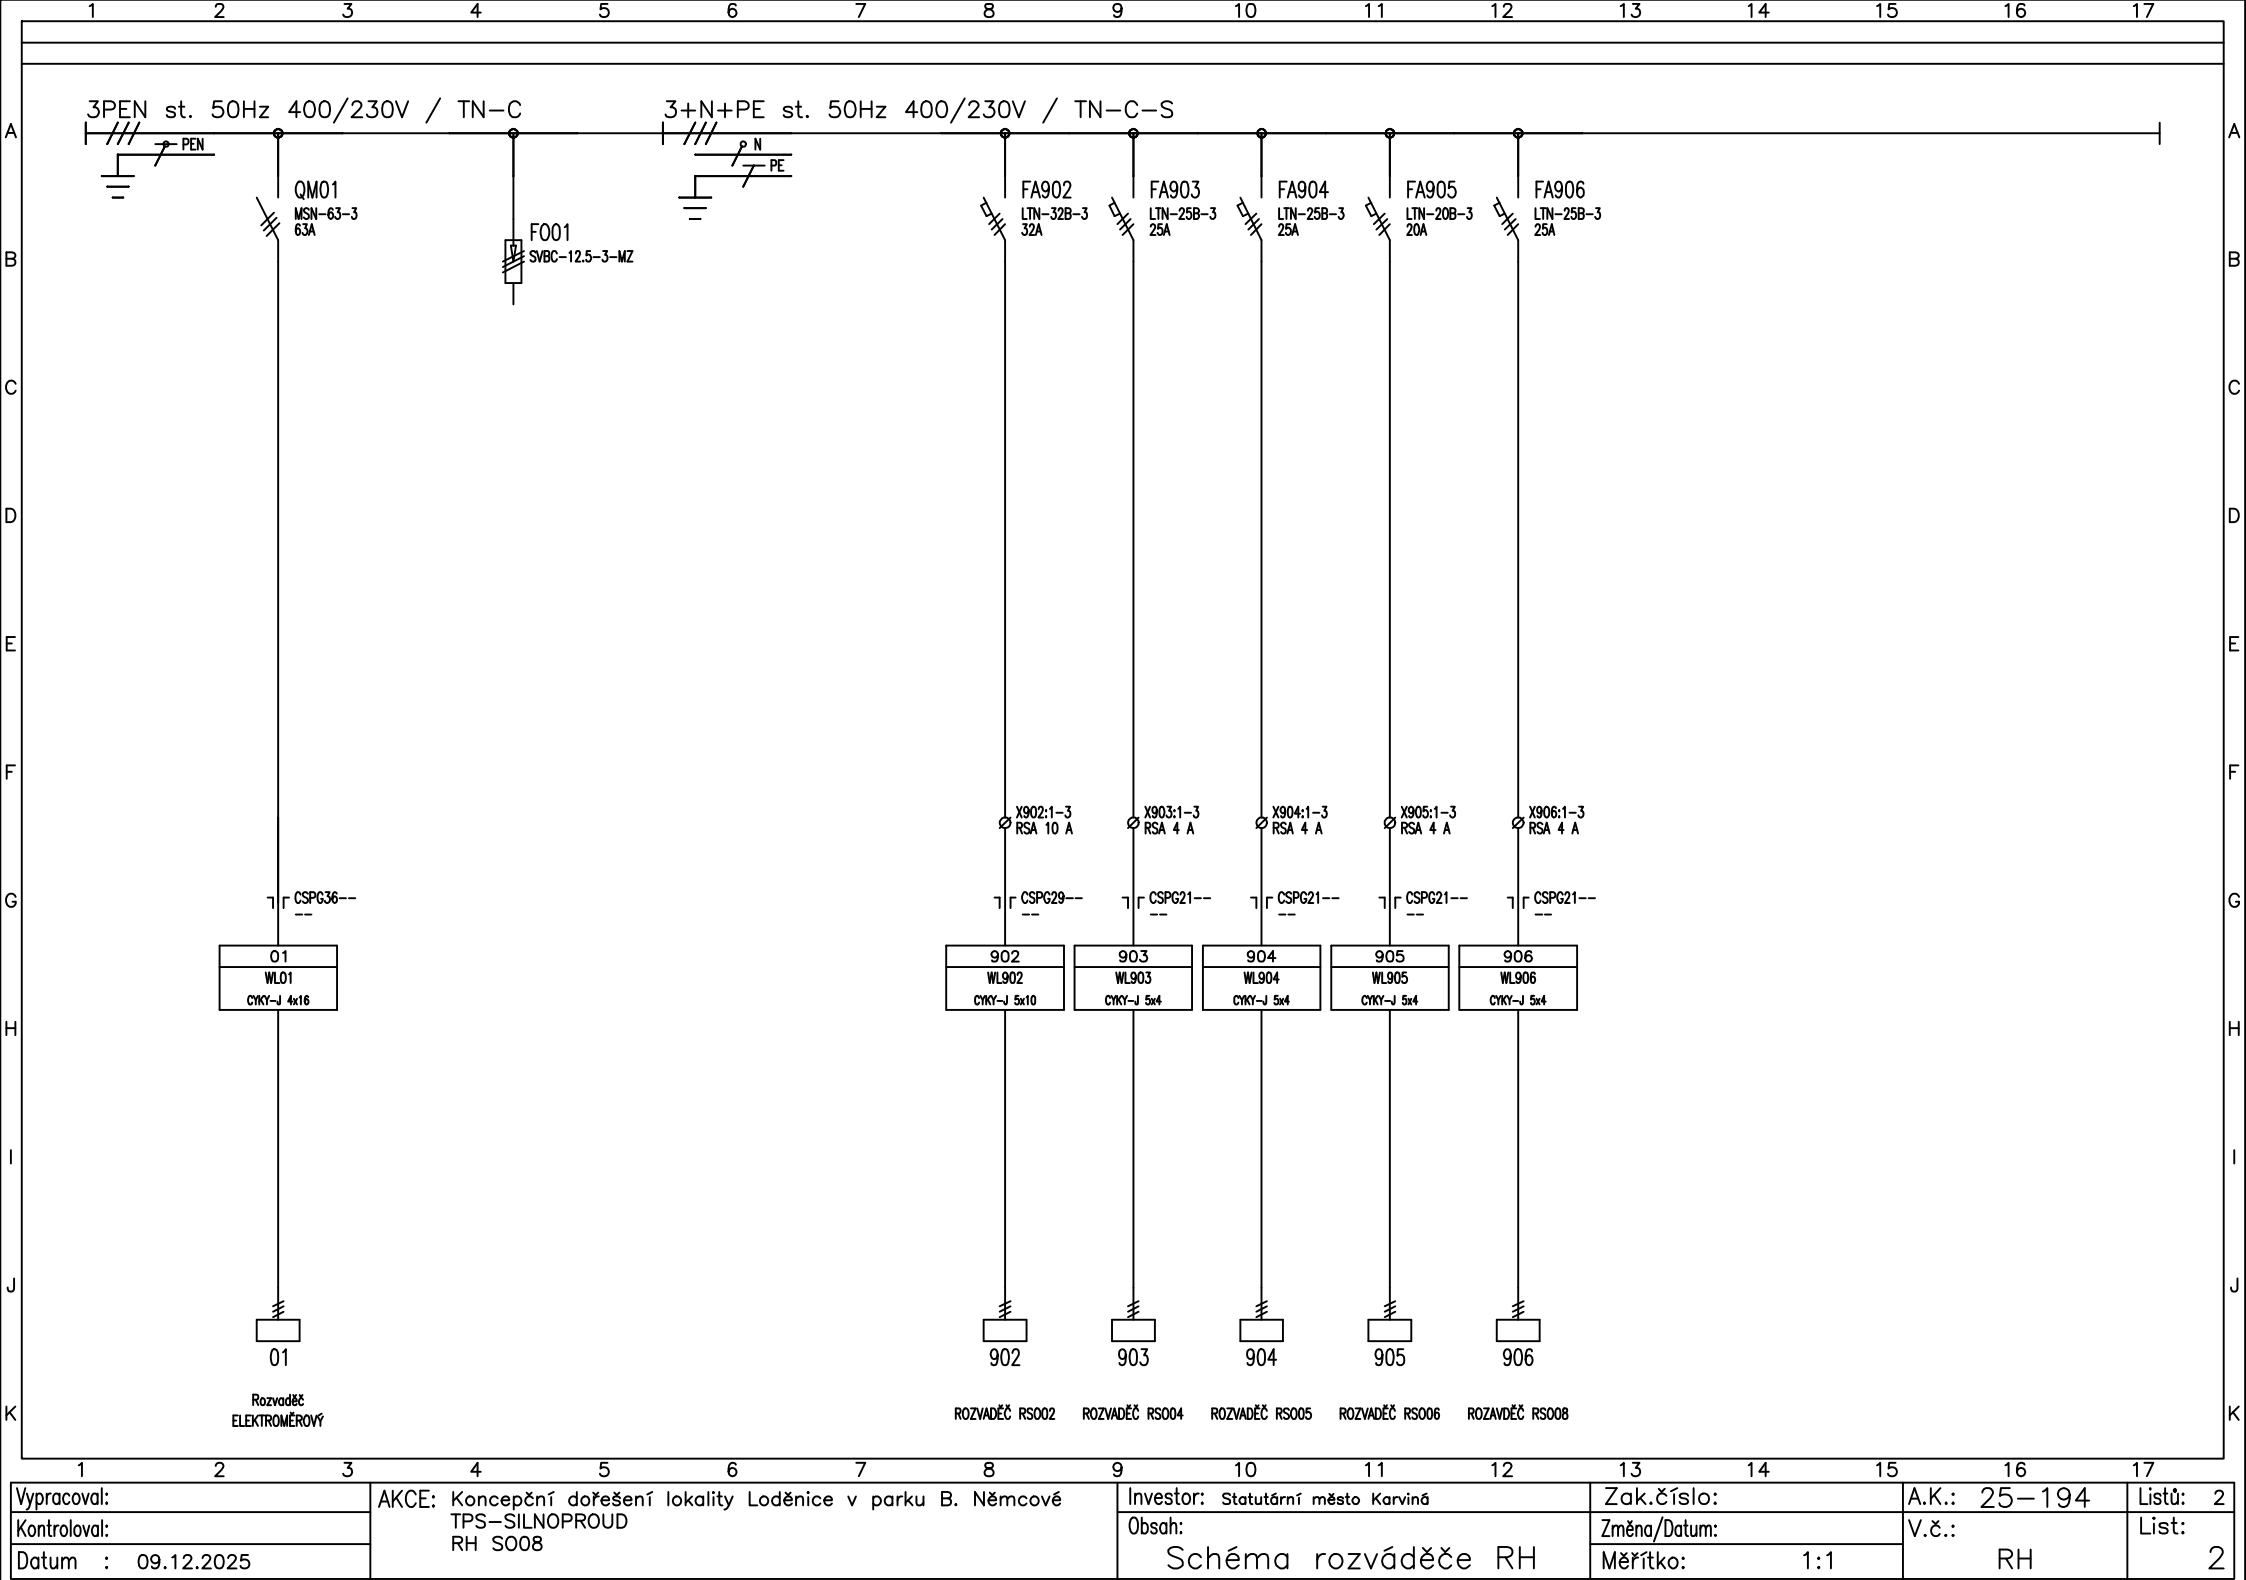 1 2 3 4 5 6 7 8 9 10 11 12 13 14 15 16 17
3PEN st. 50Hz 400/230V / TN-C
3+N+PE st. 50Hz 400/230V / TN-C-S
A A
PEN
N
PE
QM01
MSN-63-3
63A
FO01
SVBC-12.5-3-MZ
FA902
LTN-32B-3
32A
FA903
LTN-25B-3
25A
FA904
LTN-25B-3
25A
FA905
LTN-20B-3
20A
FA906
LTN-25B-3
25A
B B
C C
D D
E E
F F
X902:1-3
RSA 10 A
X903:1-3
RSA 4 A
X904:1-3
RSA 4 A
X905:1-3
RSA 4 A
X906:1-3
RSA 4 A
G G
CSPG36--
--
CSPG29--
--
CSPG21--
--
CSPG21--
--
CSPG21--
--
CSPG21--
--
01
WL01
CYKY-J 4x16
902
WL902
CYKY-J 5x10
903
WL903
CYKY-J 5x4
904
WL904
CYKY-J 5x4
905
WL905
CYKY-J 5x4
906
WL906
CYKY-J 5x4
H H
I I
J J
01
902
903
904
905
906
K K
Rozvaděč
ELEKTROMĚROVÝ
ROZVADĚČ RSO02
ROZVADĚČ RSO04
ROZVADĚČ RSO05
ROZVADĚČ RSO06
ROZAVDĚČ RSO08
1 2 3 4 5 6 7 8 9 10 11 12 13 14 15 16 17
Vypracoval:
Kontroloval:
Datum : 09.12.2025
AKCE: Koncepční dořešení lokality Loděnice v parku B. Němcové
TPS-SILNOPROUD
RH SO08
Investor: Statutární město Karviná
Obsah:
Schéma rozváděče RH
Zak.číslo:
Změna/Datum:
Měřítko: 1:1
A.K.: 25-194
V.č.:
RH
Listů: 2
List:
2